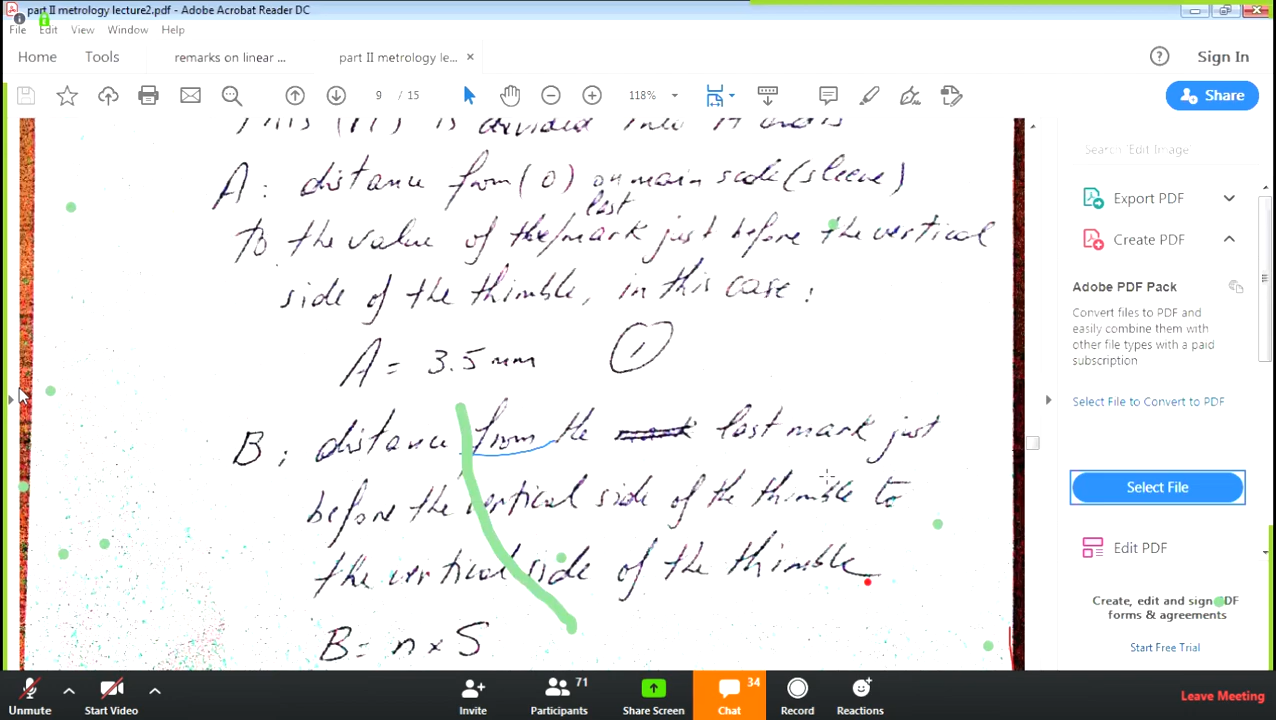 part II metrology lecture2.pdf - Adobe Acrobat Reader DC
File Edit View Window Help
Home Tools remarks on linear ... part II metrology le... × Sign In
9 / 15 118% Share
is divided into
A: distance from (0) on main scale (sleeve)
last
to the value of the/mark just before the vertical
side of the thimble, in this case:
A = 3.5 mm 1
B; distance from the last mark just
before the vertical side of the thimble to
the vertical side of the thimble
B = n × S
Search 'Edit Image'
Export PDF
Create PDF
Adobe PDF Pack
Convert files to PDF and
easily combine them with
other file types with a paid
subscription
Select File to Convert to PDF
Select File
Edit PDF
Create, edit and sign PDF
forms & agreements
Start Free Trial
71 34
Unmute Start Video Invite Participants Share Screen Chat Record Reactions Leave Meeting